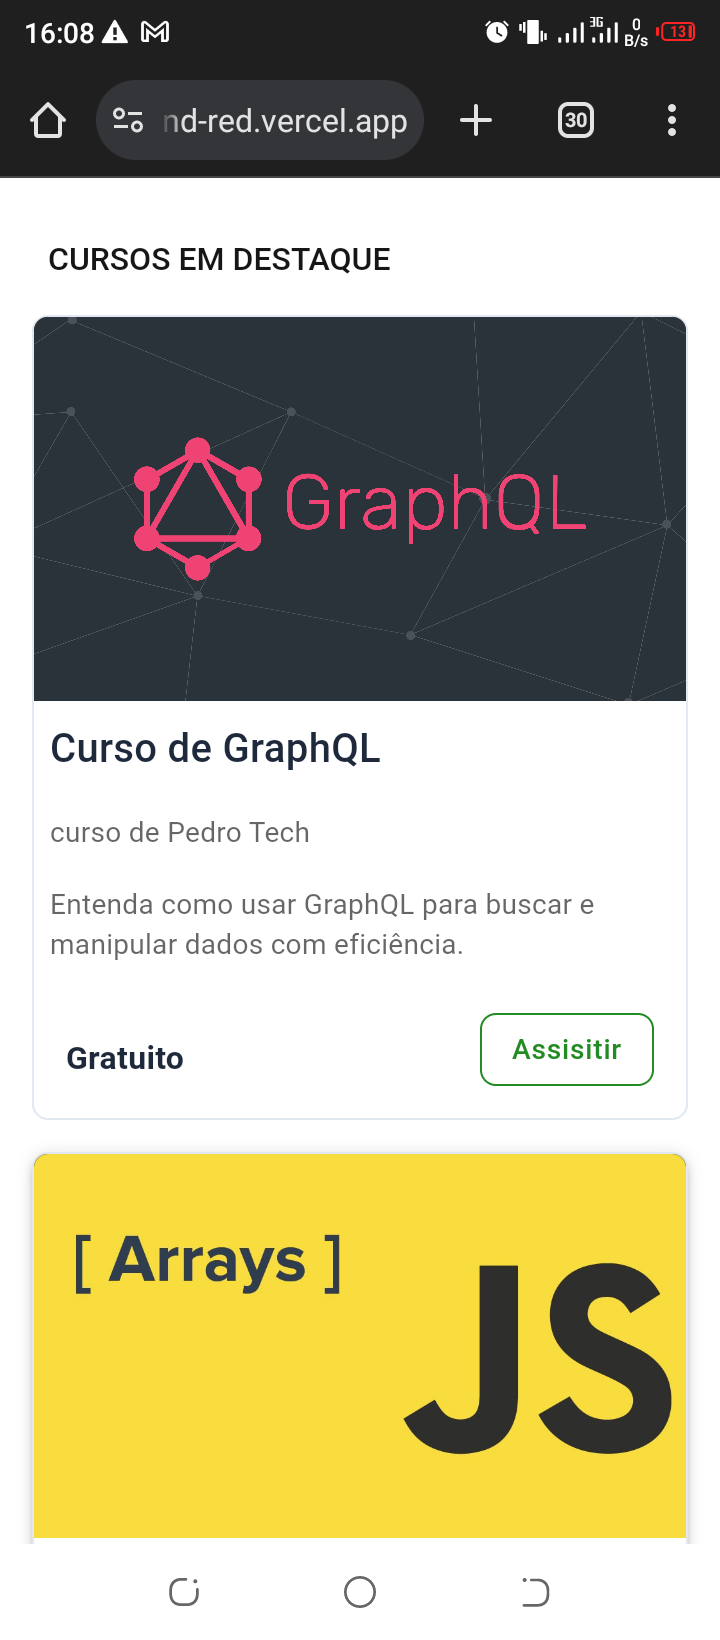 16:08
3G
0
B/s
13
nd-red.vercel.app
30
CURSOS EM DESTAQUE
GraphQL
Curso de GraphQL
curso de Pedro Tech
Entenda como usar GraphQL para buscar e
manipular dados com eficiência.
Gratuito
Assisitir
[ Arrays ]
JS